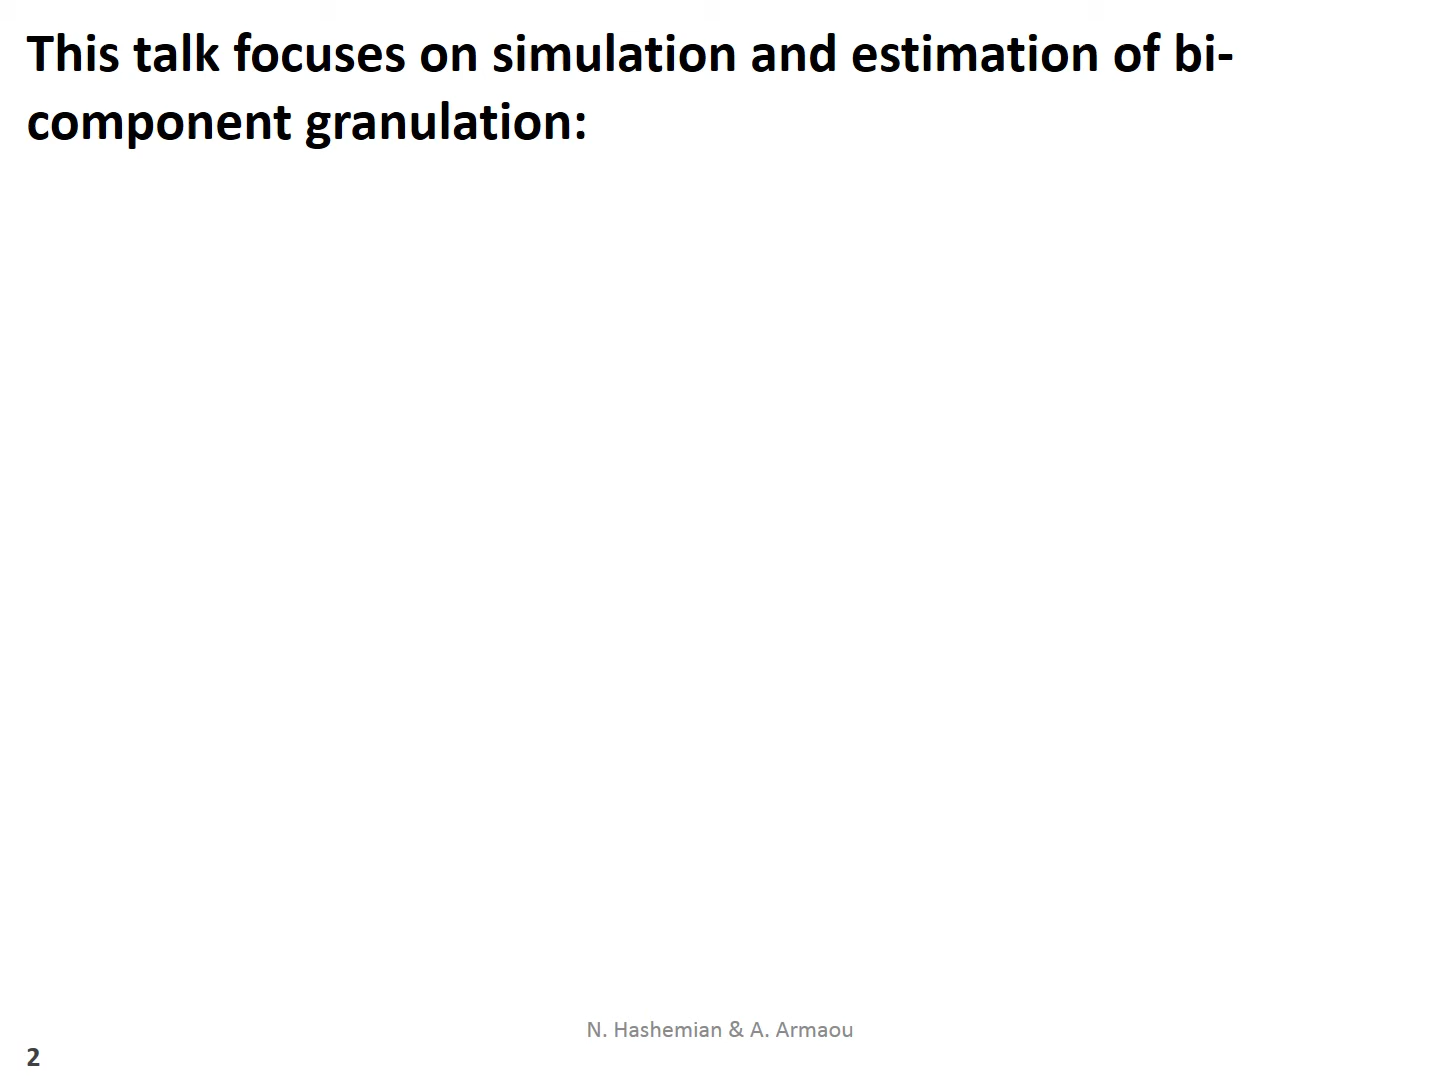 This talk focuses on simulation and estimation of bi-
component granulation:
N. Hashemian & A. Armaou
2